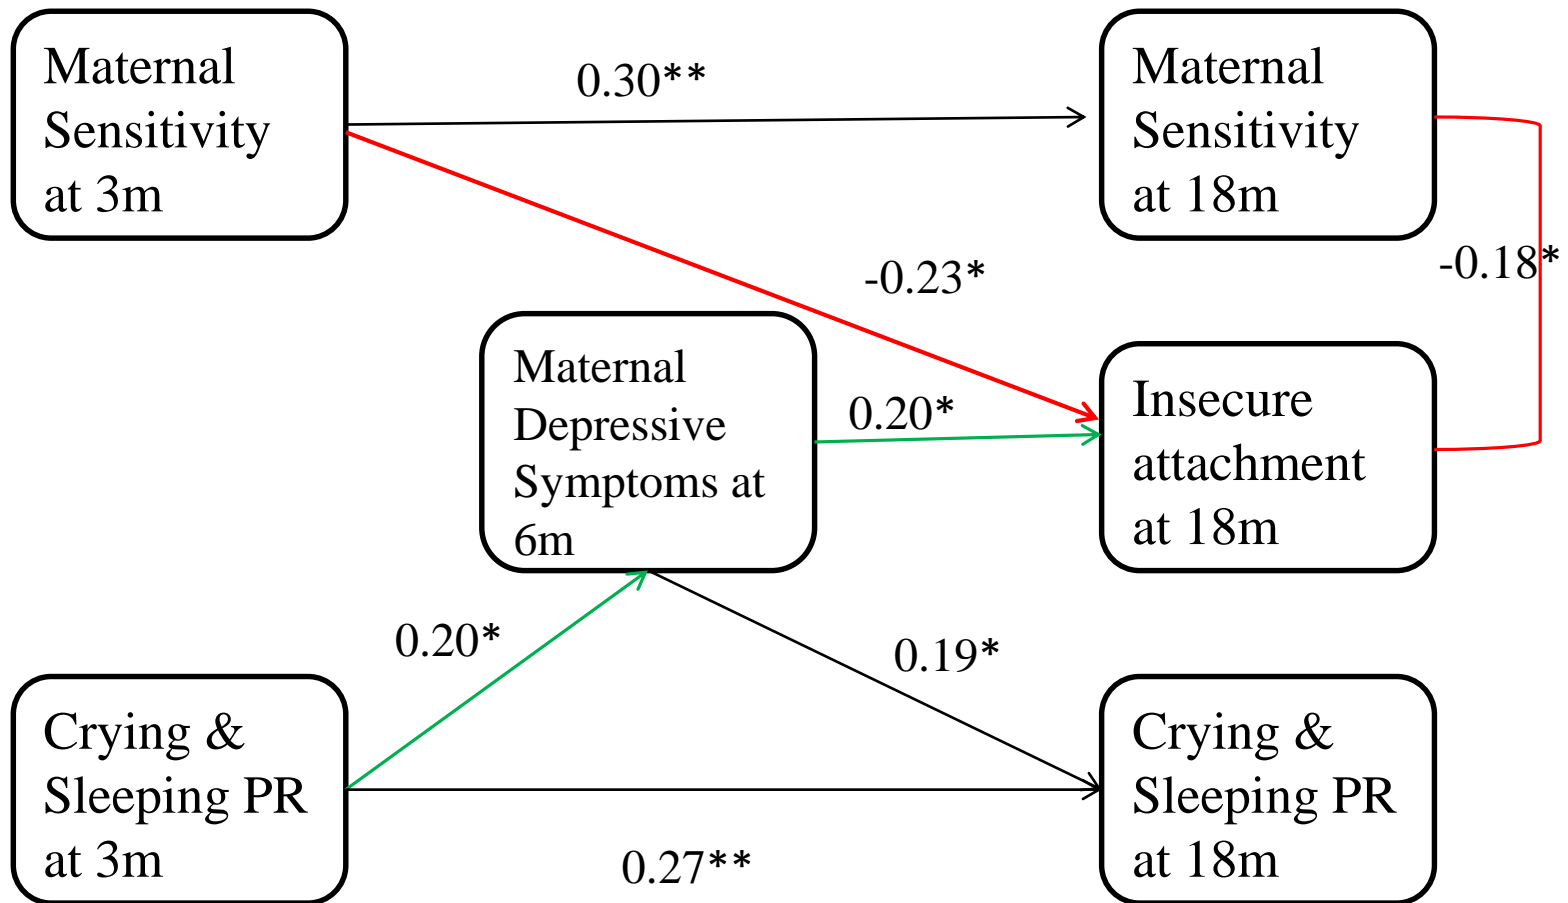 Maternal
Sensitivity
at 3m
0.30**
Maternal
Sensitivity
at 18m
-0.23*
-0.18*
Maternal
Depressive
Symptoms at
6m
0.20*
Insecure
attachment
at 18m
0.20*
0.19*
Crying &
Sleeping PR
at 3m
0.27**
Crying &
Sleeping PR
at 18m